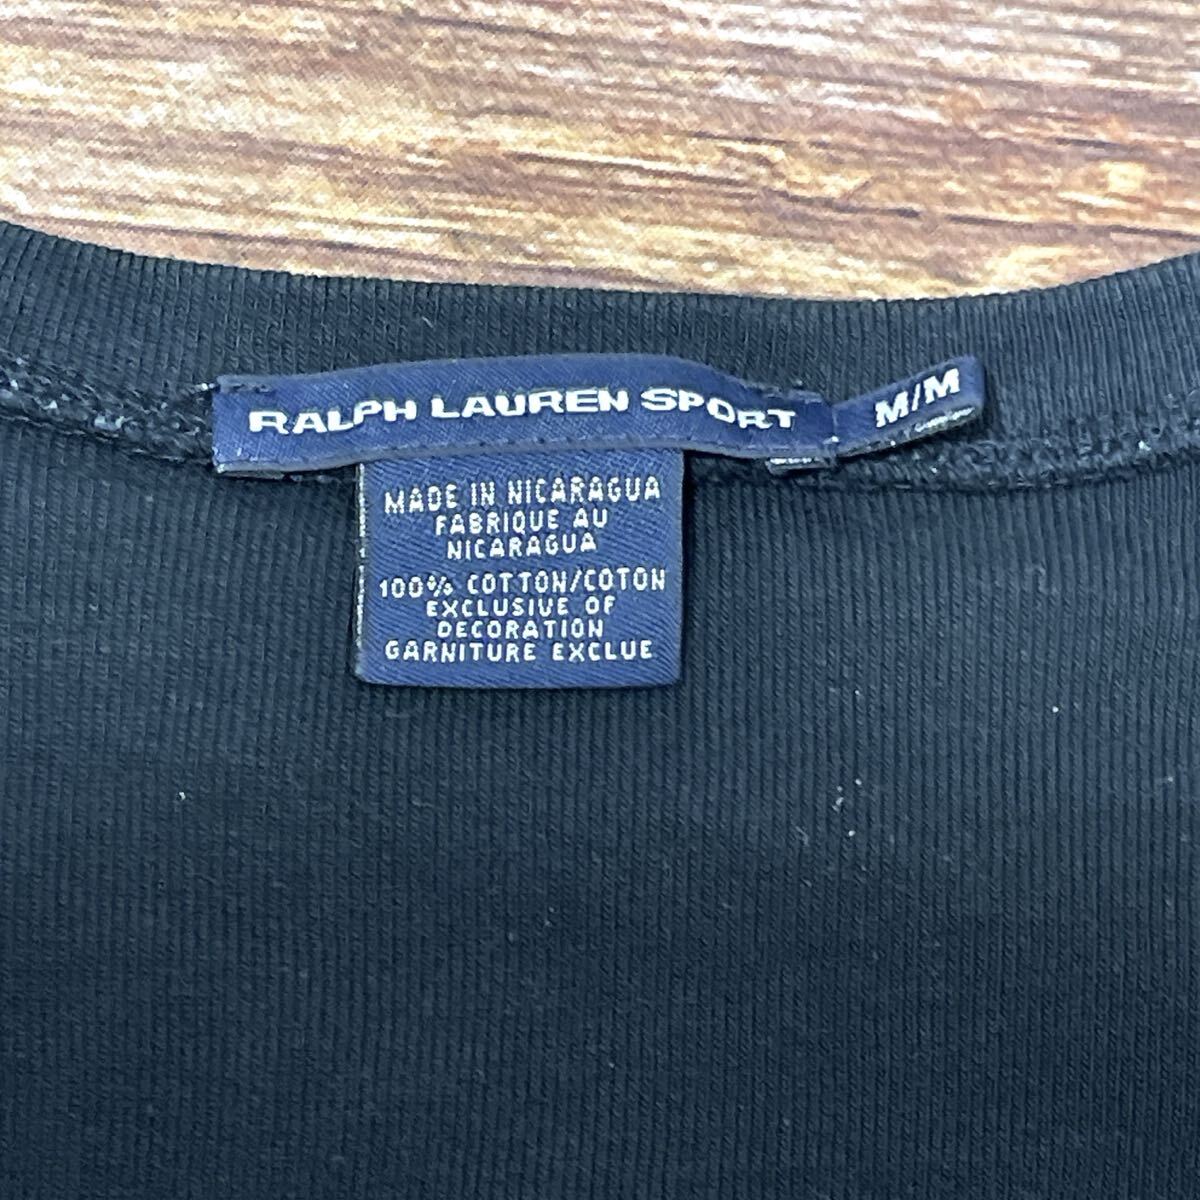 RALPH LAUREN SPORT
M/M
MADE IN NICARAGUA
FABRIQUE AU
NICARAGUA
100% COTTON/COTON
EXCLUSIVE OF
DECORATION
GARNITURE EXCLUE